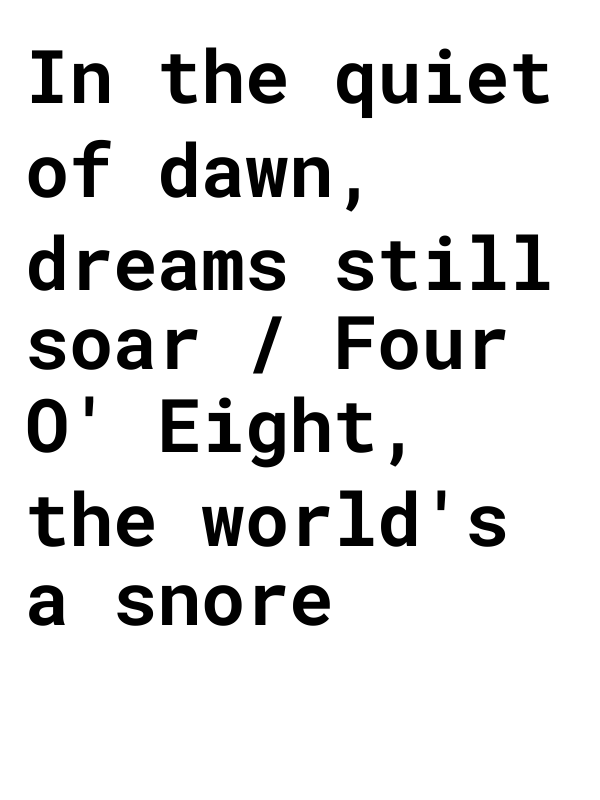 In the quiet
of dawn,
dreams still
soar / Four
O' Eight,
the world's
a snore